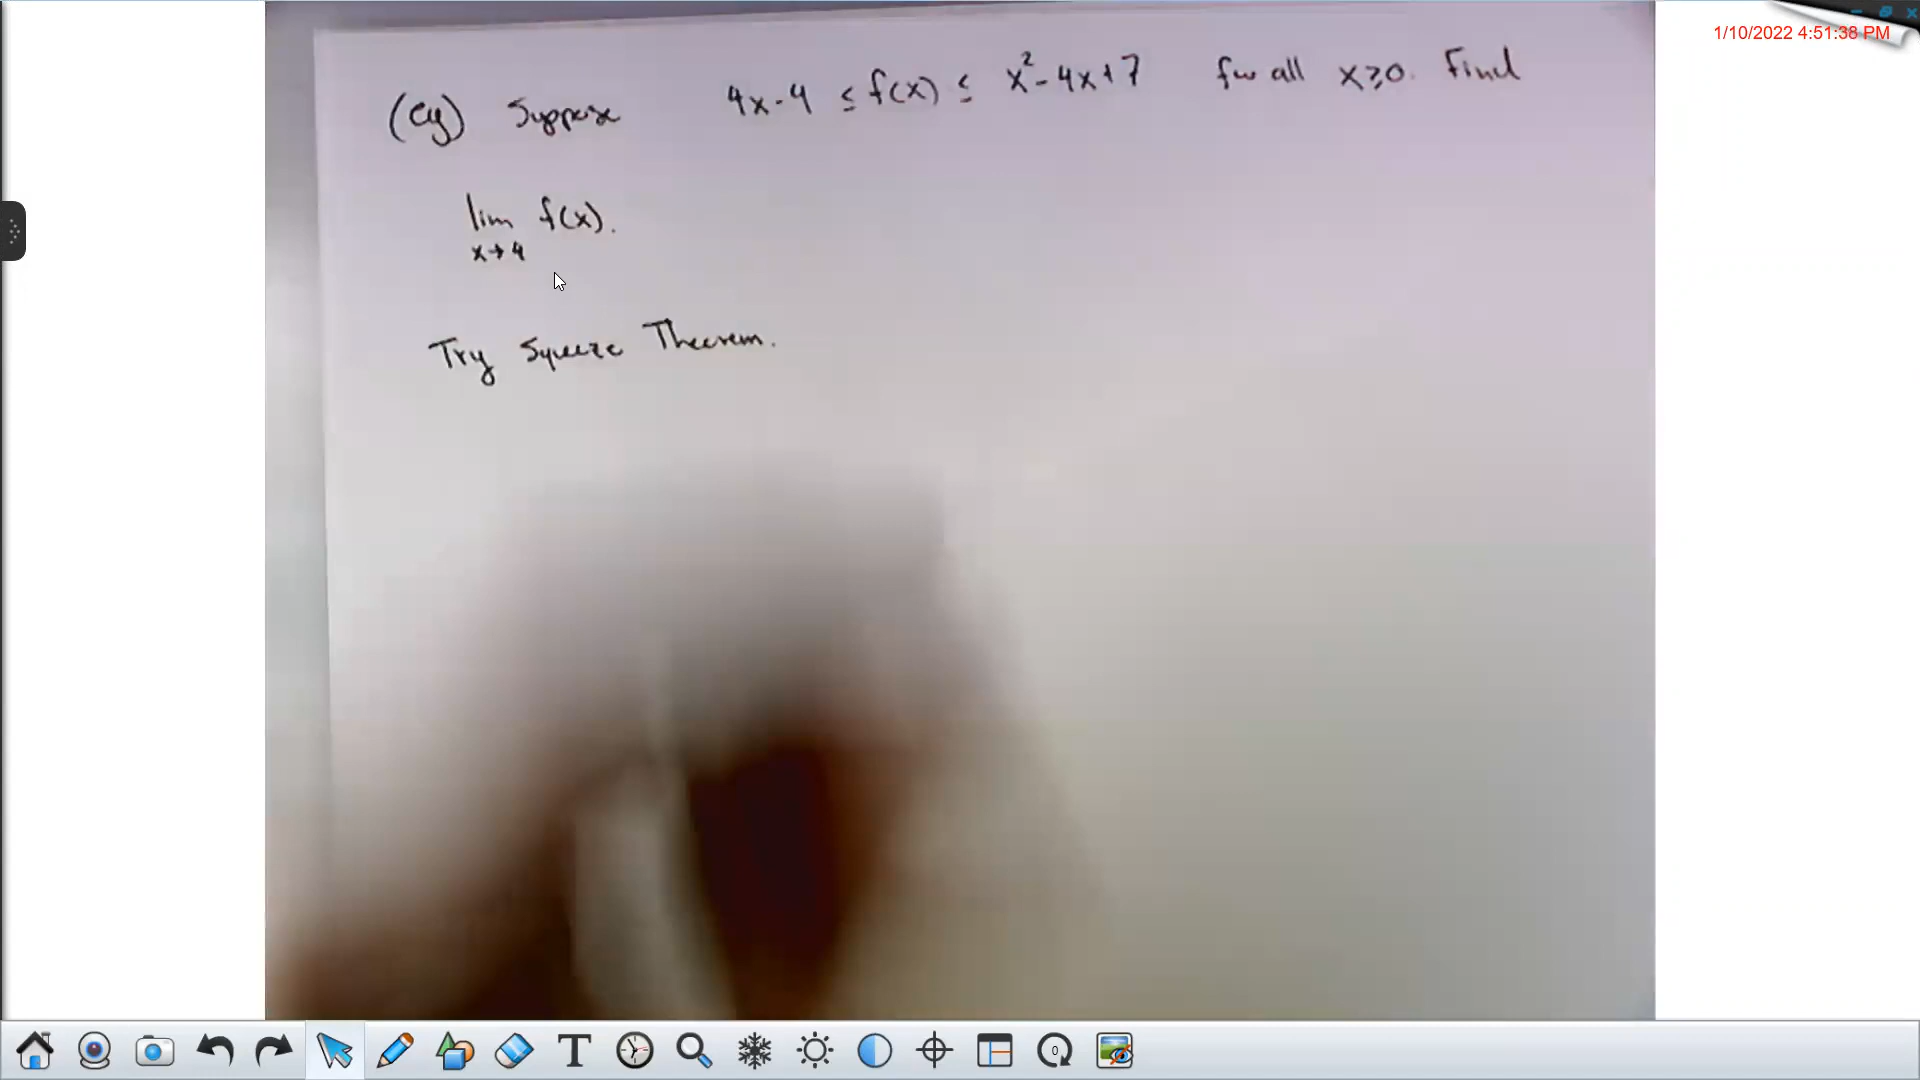 1/10/2022 4:51:38 PM
(eg) Suppose 4x-4 ≤ f(x) ≤ x²-4x+7 for all x≥0. Find
lim f(x).
x→4
Try Squeeze Theorem.
T
0